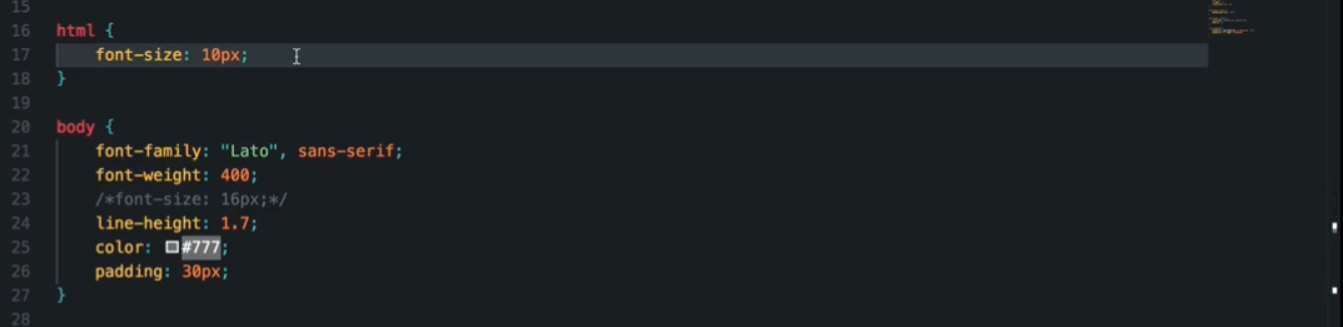 15
16 html {
17 font-size: 10px;
18 }
19
20 body {
21 font-family: "Lato", sans-serif;
22 font-weight: 400;
23 /*font-size: 16px;*/
24 line-height: 1.7;
25 color: #777;
26 padding: 30px;
27 }
28